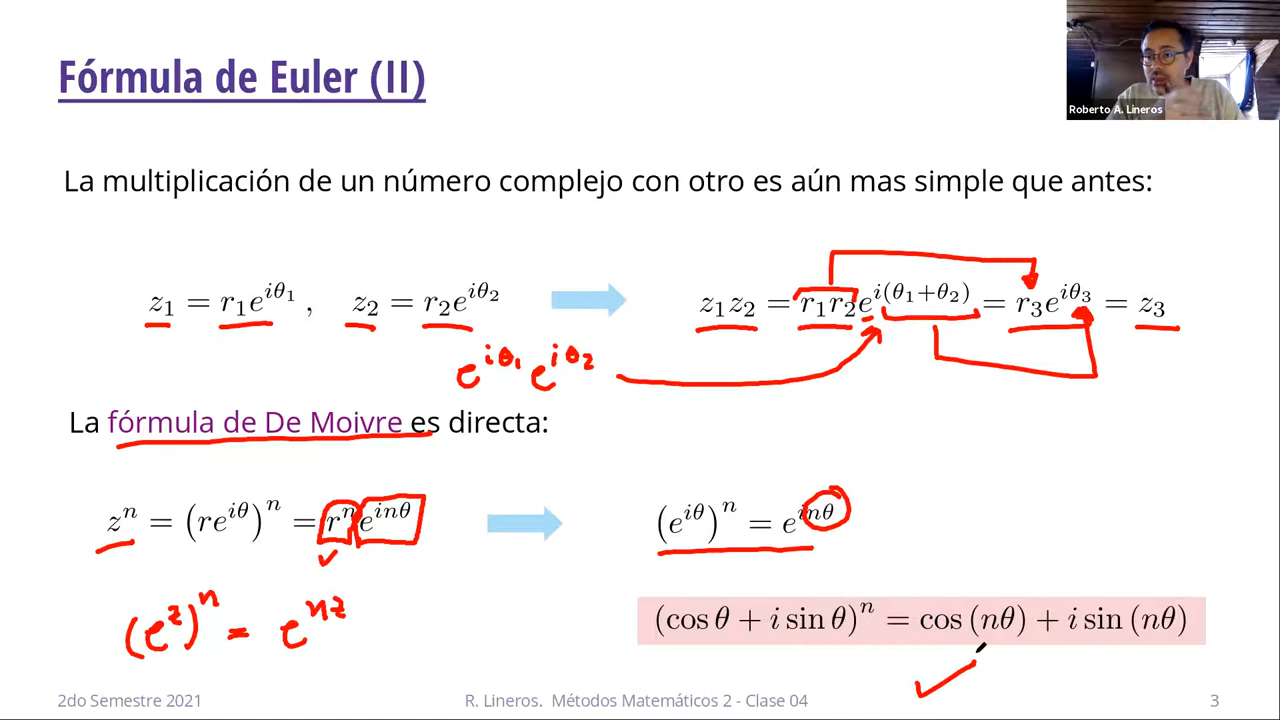 Fórmula de Euler (II)
Roberto A. Lineros
La multiplicación de un número complejo con otro es aún mas simple que antes:
z₁ = r₁e^{iθ₁} , z₂ = r₂e^{iθ₂} z₁z₂ = r₁r₂e^{i(θ₁+θ₂)} = r₃e^{iθ₃} = z₃
e^{iθ₁} e^{iθ₂}
La fórmula de De Moivre es directa:
zⁿ = (re^{iθ})ⁿ = rⁿe^{inθ} (e^{iθ})ⁿ = e^{inθ}
(e^z)ⁿ = e^{nz}
(cos θ + i sin θ)ⁿ = cos (nθ) + i sin (nθ)
2do Semestre 2021 R. Lineros. Métodos Matemáticos 2 - Clase 04 3